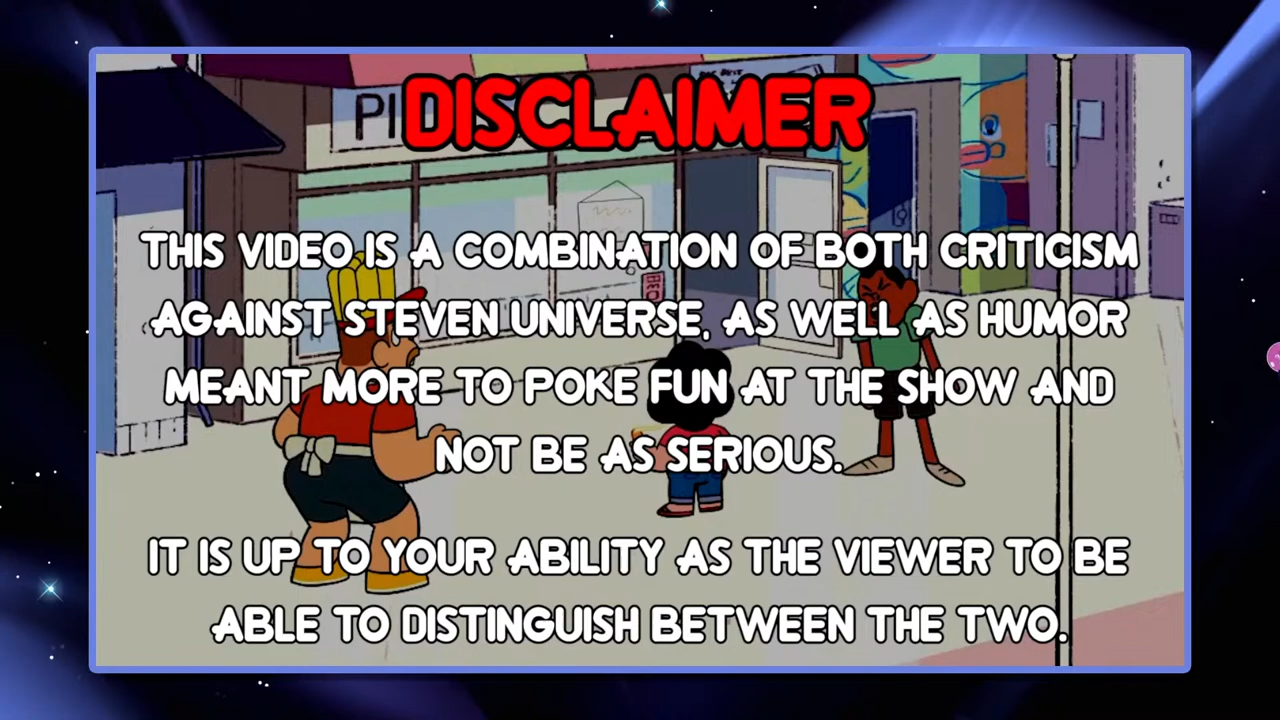 DISCLAIMER
THIS VIDEO IS A COMBINATION OF BOTH CRITICISM
AGAINST STEVEN UNIVERSE, AS WELL AS HUMOR
MEANT MORE TO POKE FUN AT THE SHOW AND
NOT BE AS SERIOUS.
IT IS UP TO YOUR ABILITY AS THE VIEWER TO BE
ABLE TO DISTINGUISH BETWEEN THE TWO.